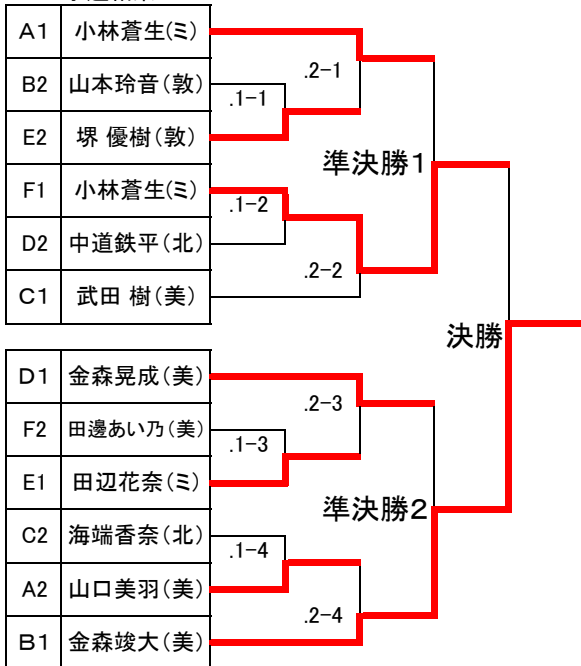 A1 小林蒼生(ミ)
.2-1
B2 山本玲音(敦)
.1-1
E2 堺 優樹(敦)
準決勝1
F1 小林蒼生(ミ)
.1-2
D2 中道鉄平(北)
.2-2
C1 武田 樹(美)
決勝
D1 金森晃成(美)
.2-3
F2 田邊あい乃(美)
.1-3
E1 田辺花奈(ミ)
準決勝2
C2 海端香奈(北)
.1-4
A2 山口美羽(美)
.2-4
B1 金森竣大(美)